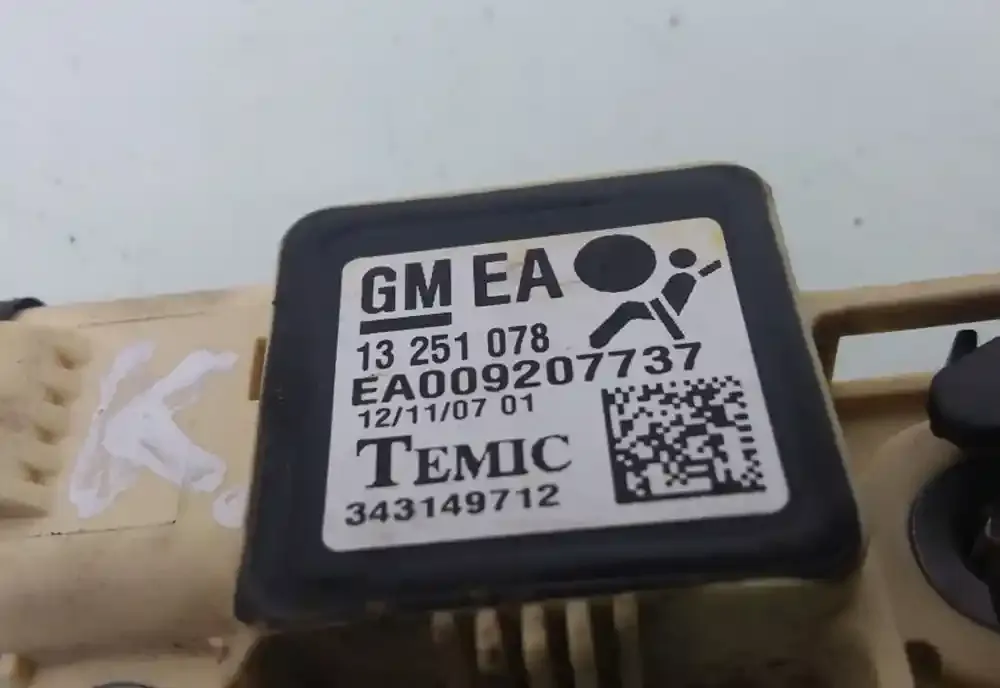 GM EA
13 251 078
EA009207737
12/11/07 01
TEMIC
343149712
K.